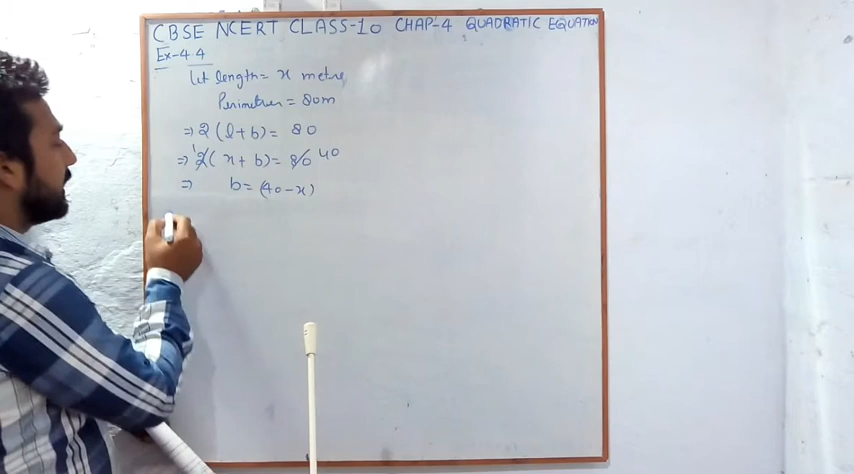 CBSE NCERT CLASS-10 CHAP-4 QUADRATIC EQUATION
Ex-4.4
let length = x metre
Perimeter = 80m
⇒ 2(l+b) = 80
⇒ 2(x+b) = 80 40
⇒ b = (40-x)